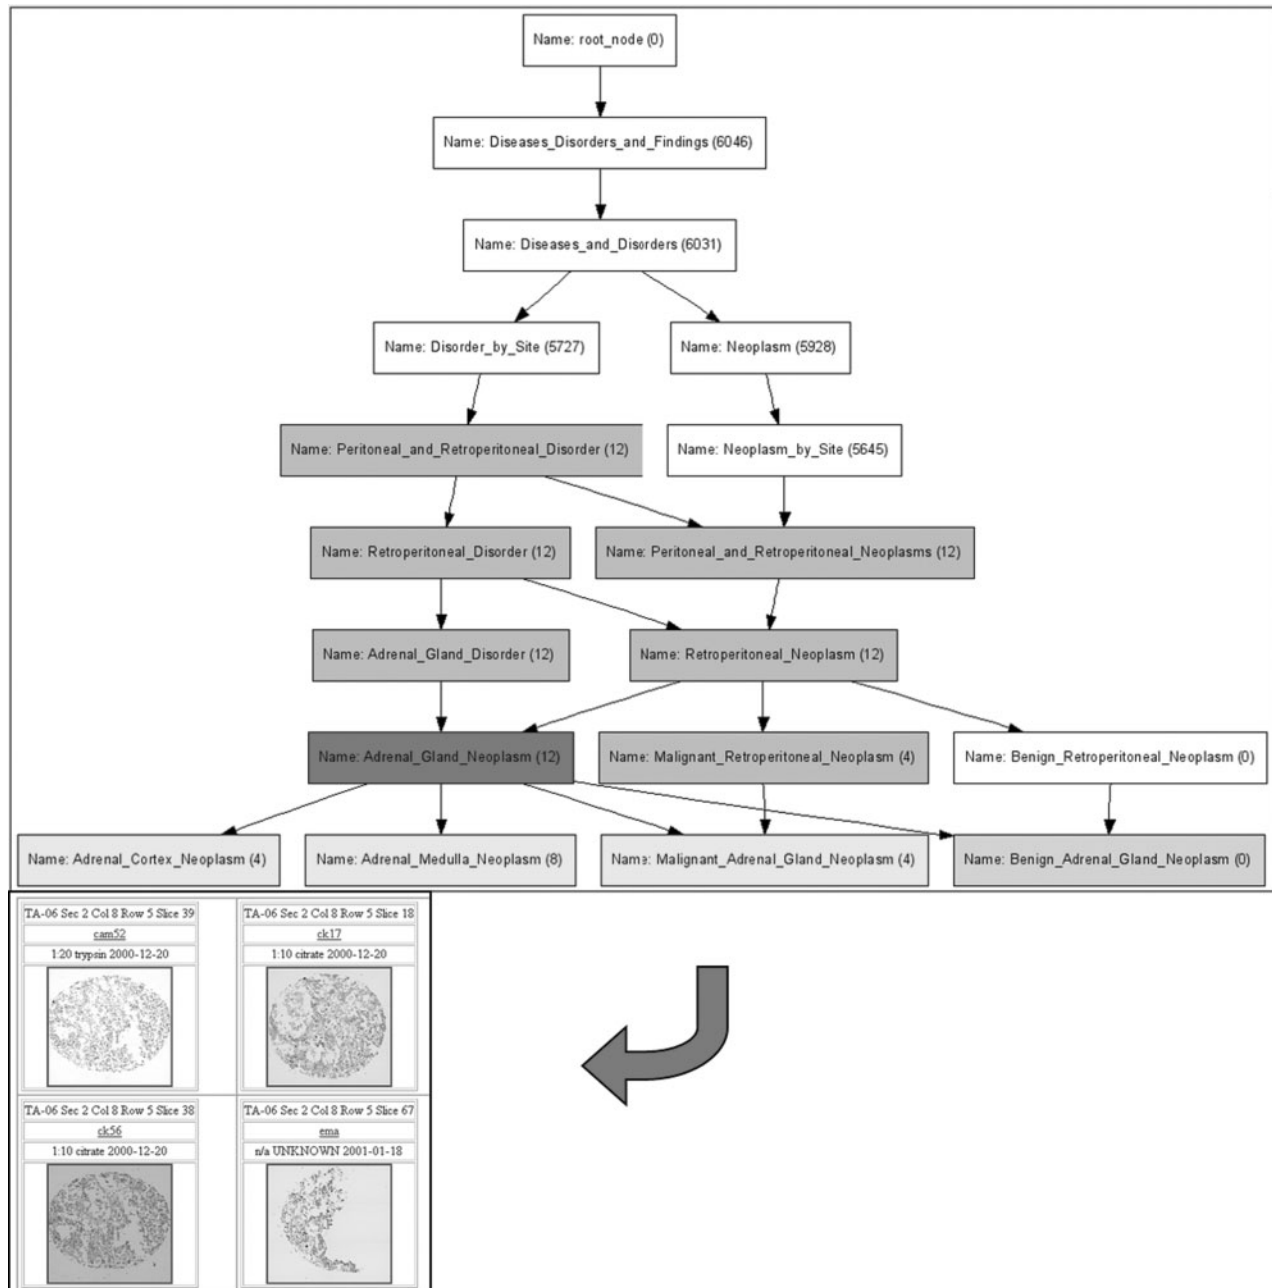 Name: root_node (0)
Name: Diseases_Disorders_and_Findings (6046)
Name: Diseases_and_Disorders (6031)
Name: Disorder_by_Site (5727)
Name: Neoplasm (5928)
Name: Peritoneal_and_Retroperitoneal_Disorder (12)
Name: Neoplasm_by_Site (5645)
Name: Retroperitoneal_Disorder (12)
Name: Peritoneal_and_Retroperitoneal_Neoplasms (12)
Name: Adrenal_Gland_Disorder (12)
Name: Retroperitoneal_Neoplasm (12)
Name: Adrenal_Gland_Neoplasm (12)
Name: Malignant_Retroperitoneal_Neoplasm (4)
Name: Benign_Retroperitoneal_Neoplasm (0)
Name: Adrenal_Cortex_Neoplasm (4)
Name: Adrenal_Medulla_Neoplasm (8)
Name: Malignant_Adrenal_Gland_Neoplasm (4)
Name: Benign_Adrenal_Gland_Neoplasm (0)
TA-06 Sec 2 Col 8 Row 5 Slice 39
cam52
1:20 trypsin 2000-12-20
TA-06 Sec 2 Col 8 Row 5 Slice 18
ck17
1:10 citrate 2000-12-20
TA-06 Sec 2 Col 8 Row 5 Slice 38
ck56
1:10 citrate 2000-12-20
TA-06 Sec 2 Col 8 Row 5 Slice 67
ema
n/a UNKNOWN 2001-01-18